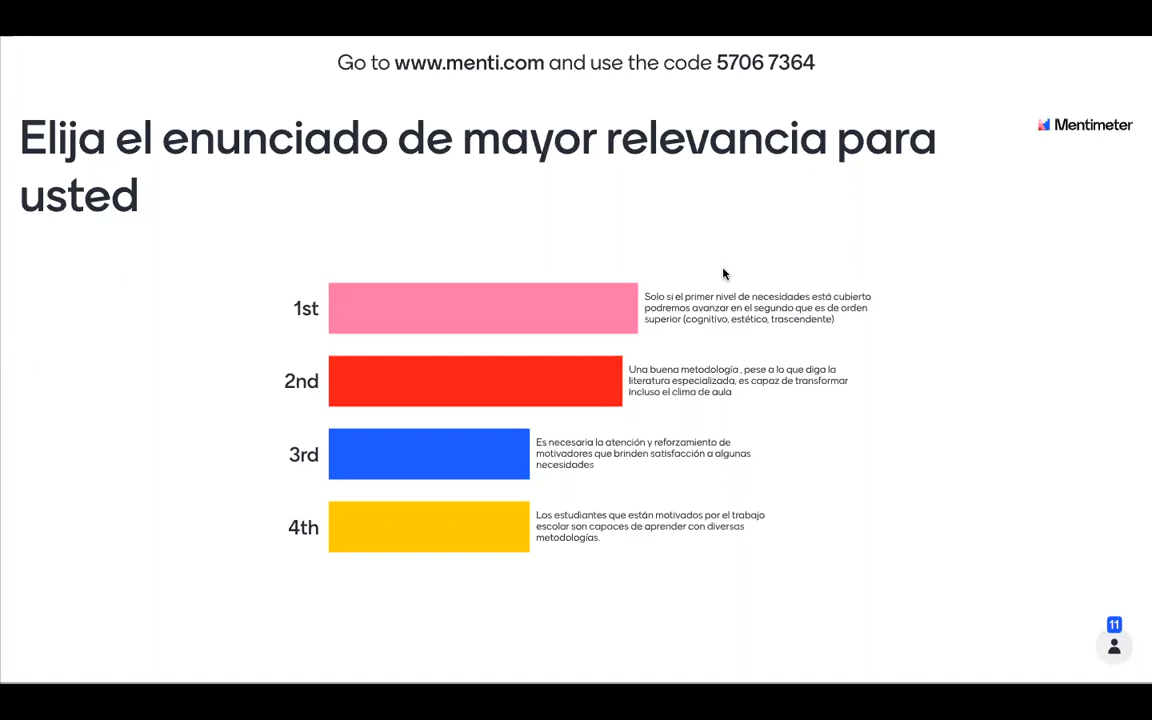 Go to www.menti.com and use the code 5706 7364
Elija el enunciado de mayor relevancia para
usted
Mentimeter
1st
Solo si el primer nivel de necesidades está cubierto
podremos avanzar en el segundo que es de orden
superior (cognitivo, estético, trascendente)
2nd
Una buena metodología , pese a lo que diga la
literatura especializada, es capaz de transformar
incluso el clima de aula
3rd
Es necesaria la atención y reforzamiento de
motivadores que brinden satisfacción a algunas
necesidades
4th
Los estudiantes que están motivados por el trabajo
escolar son capaces de aprender con diversas
metodologías.
11